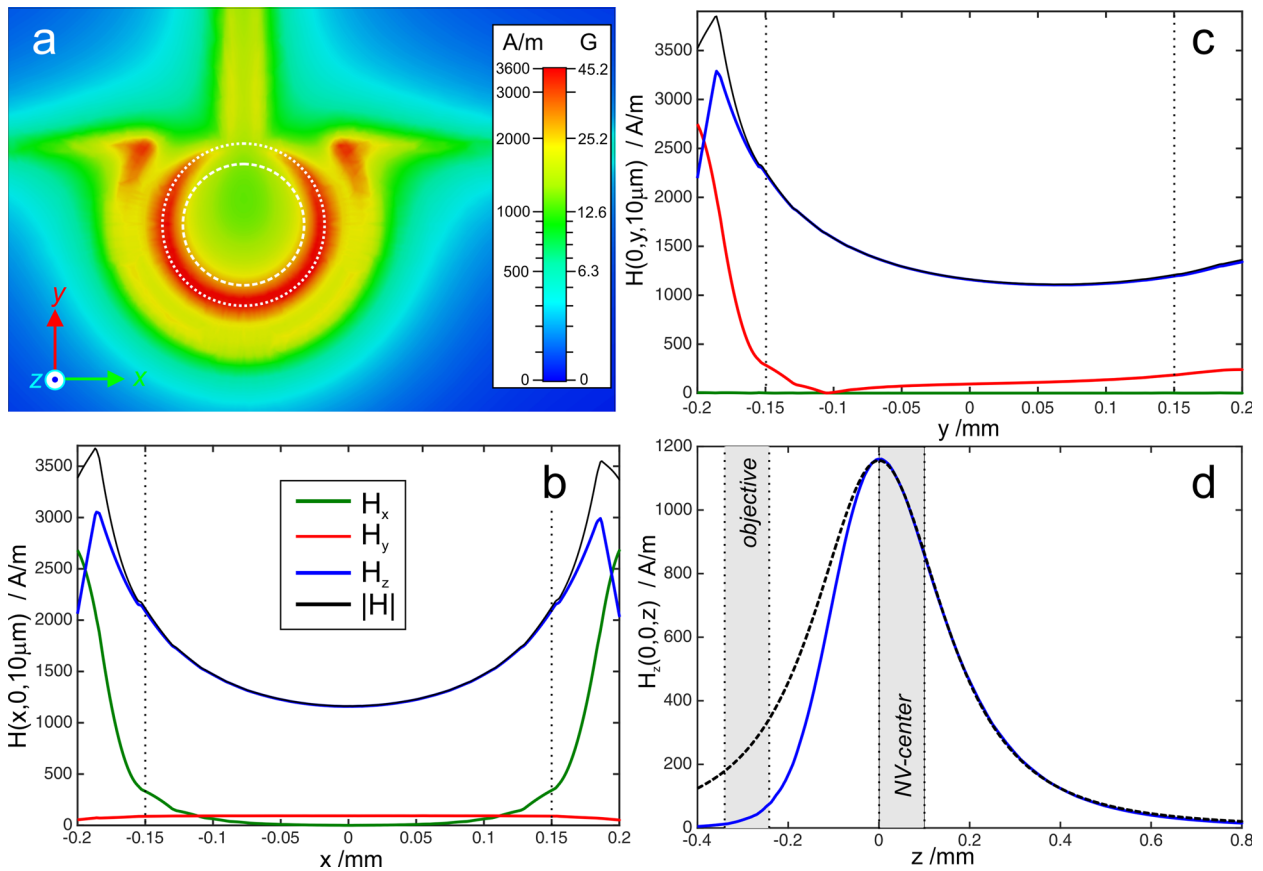 a
A/m G
3600 45.2
3000
2000 25.2
1000 12.6
500 6.3
0 0
y
z x
c
H(0,y,10μm) / A/m
3500
3000
2500
2000
1500
1000
500
0
-0.2 -0.15 -0.1 -0.05 0 0.05 0.1 0.15 0.2
y /mm
b
H(x,0,10μm) / A/m
3500
3000
2500
2000
1500
1000
500
0
Hx
Hy
Hz
|H|
-0.2 -0.15 -0.1 -0.05 0 0.05 0.1 0.15 0.2
x /mm
d
Hz(0,0,z) / A/m
1200
1000
800
600
400
200
0
objective
NV-center
-0.4 -0.2 0 0.2 0.4 0.6 0.8
z /mm